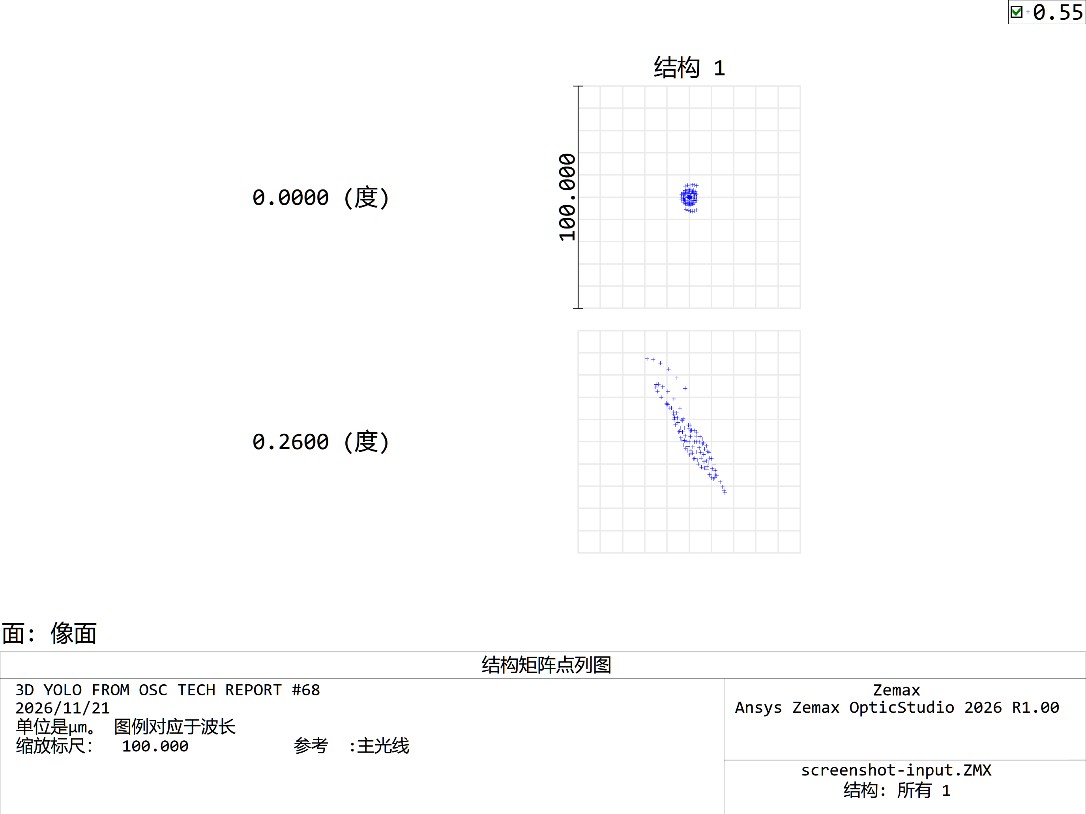 0.55
结构 1
100.000
0.0000 (度)
0.2600 (度)
面: 像面
结构矩阵点列图
3D YOLO FROM OSC TECH REPORT #68
2026/11/21
单位是µm。 图例对应于波长
缩放标尺: 100.000 参考 :主光线
Zemax
Ansys Zemax OpticStudio 2026 R1.00
screenshot-input.ZMX
结构: 所有 1